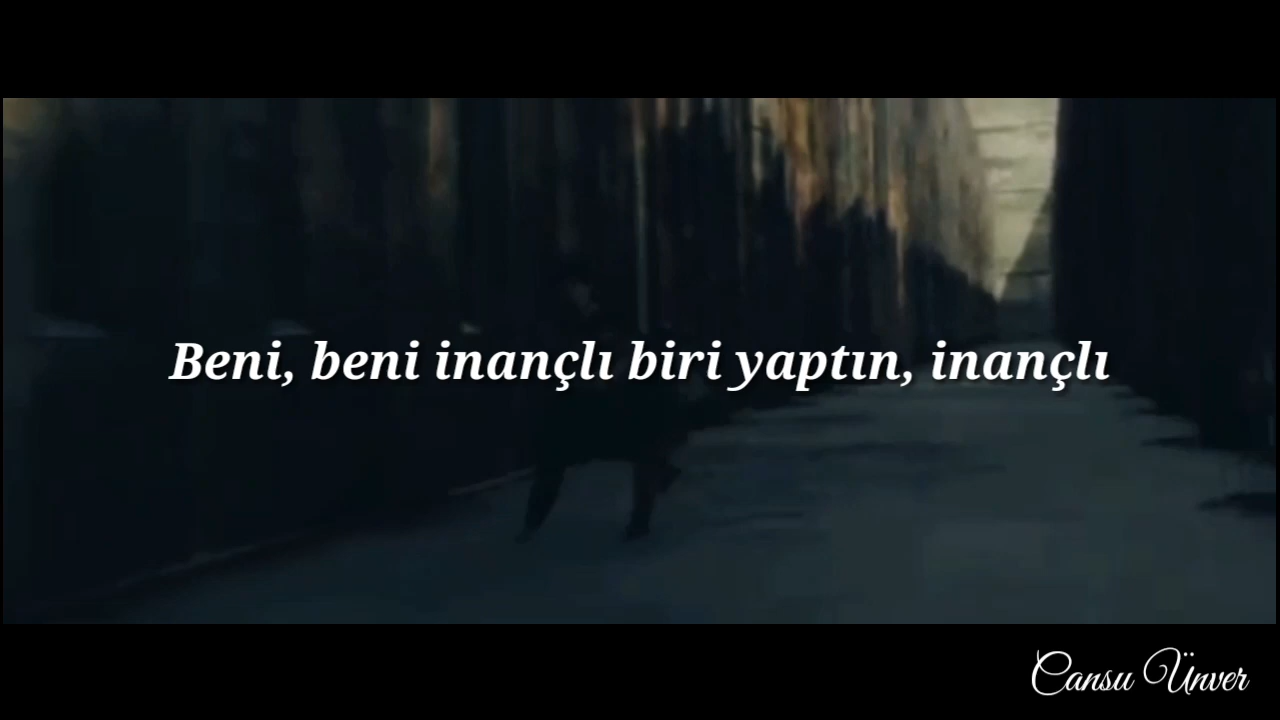 Beni, beni inançlı biri yaptın, inançlı
Cansu Ünver